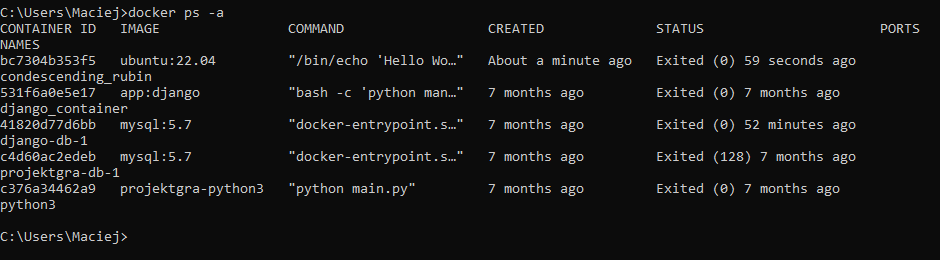 C:\Users\Maciej>docker ps -a
CONTAINER ID   IMAGE                COMMAND                  CREATED              STATUS                      PORTS
NAMES
bc7304b353f5   ubuntu:22.04         "/bin/echo 'Hello Wo…"   About a minute ago   Exited (0) 59 seconds ago
condescending_rubin
531f6a0e5e17   app:django           "bash -c 'python man…"   7 months ago         Exited (0) 7 months ago
django_container
41820d77d6bb   mysql:5.7            "docker-entrypoint.s…"   7 months ago         Exited (0) 52 minutes ago
django-db-1
c4d60ac2edeb   mysql:5.7            "docker-entrypoint.s…"   7 months ago         Exited (128) 7 months ago
projektgra-db-1
c376a34462a9   projektgra-python3   "python main.py"         7 months ago         Exited (0) 7 months ago
python3
C:\Users\Maciej>